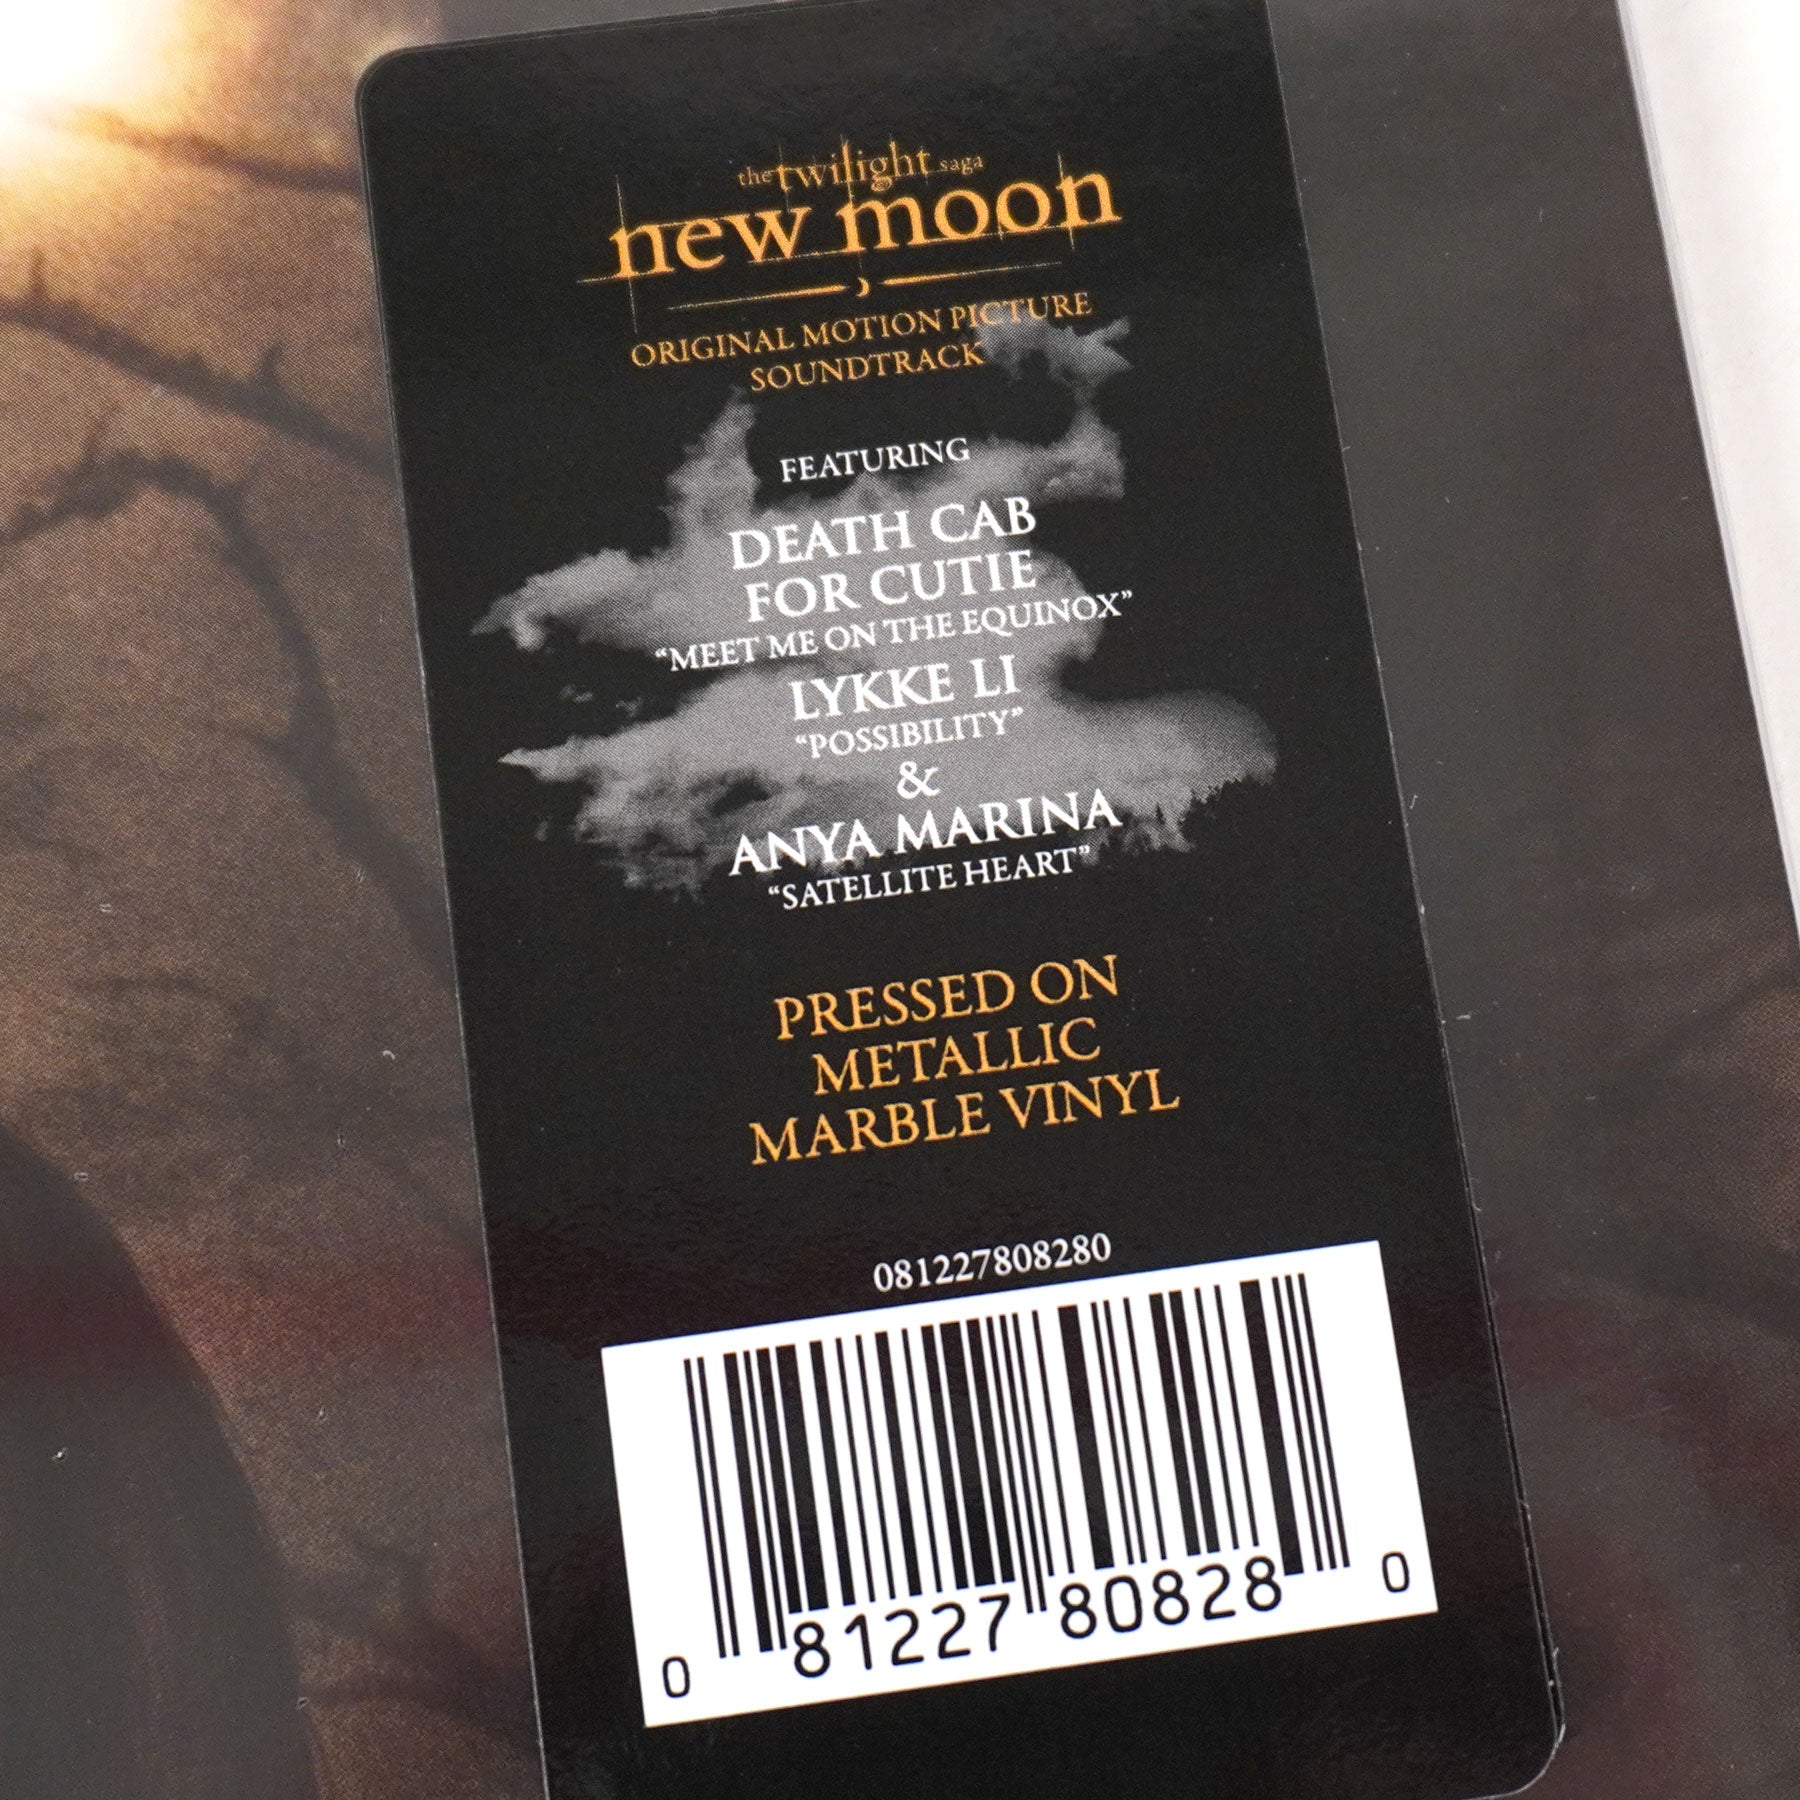 the twilight saga
new moon
ORIGINAL MOTION PICTURE
SOUNDTRACK
FEATURING
DEATH CAB
FOR CUTIE
“MEET ME ON THE EQUINOX”
LYKKE LI
“POSSIBILITY”
&
ANYA MARINA
“SATELLITE HEART”
PRESSED ON
METALLIC
MARBLE VINYL
081227808280
0 81227 80828 0